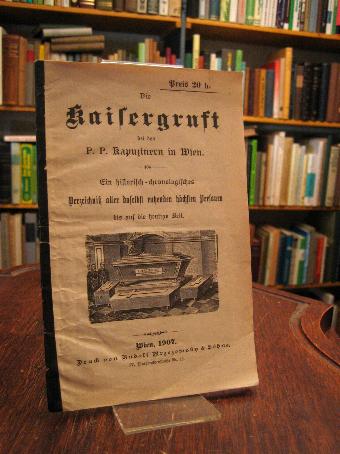 Preis 20 h.
Die
Kaisergruft
bei den
P. P. Kapuzinern in Wien.
Ein historisch-chronologisches
Verzeichniß aller daselbst ruhenden höchsten Personen
bis auf die heutige Zeit.
Wien, 1907.
Druck von Rudolf Brzezowsky & Söhne,